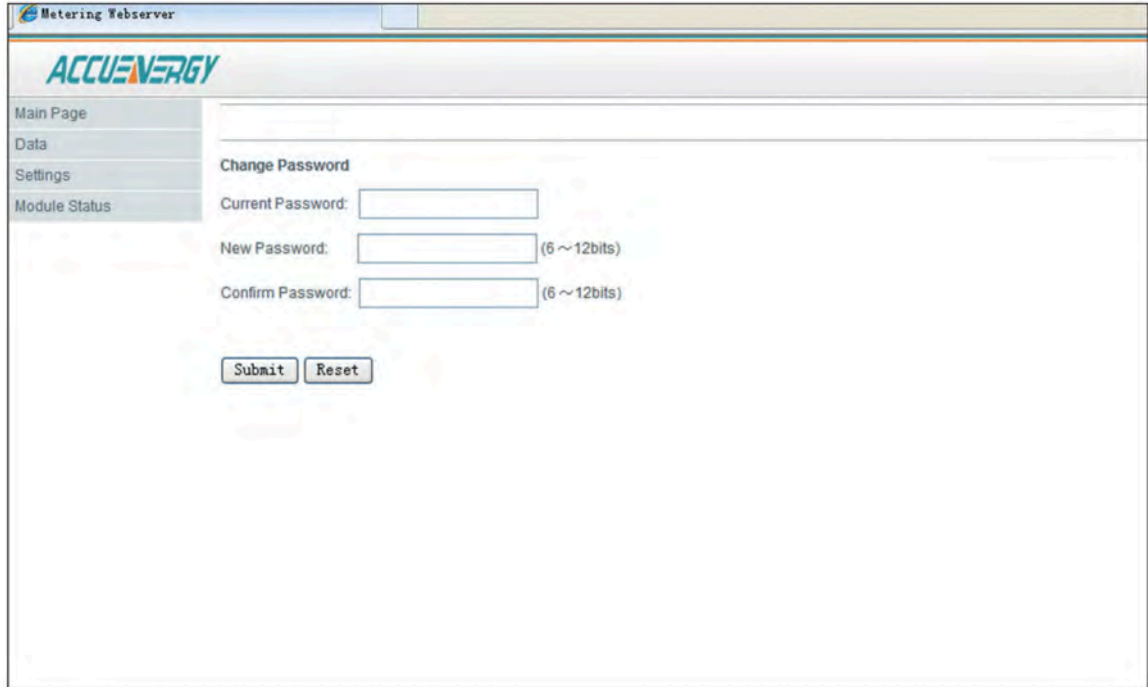 Metering Webserver
ACCUENERGY
Main Page
Data
Settings
Module Status
Change Password
Current Password:
New Password: (6～12bits)
Confirm Password: (6～12bits)
Submit Reset